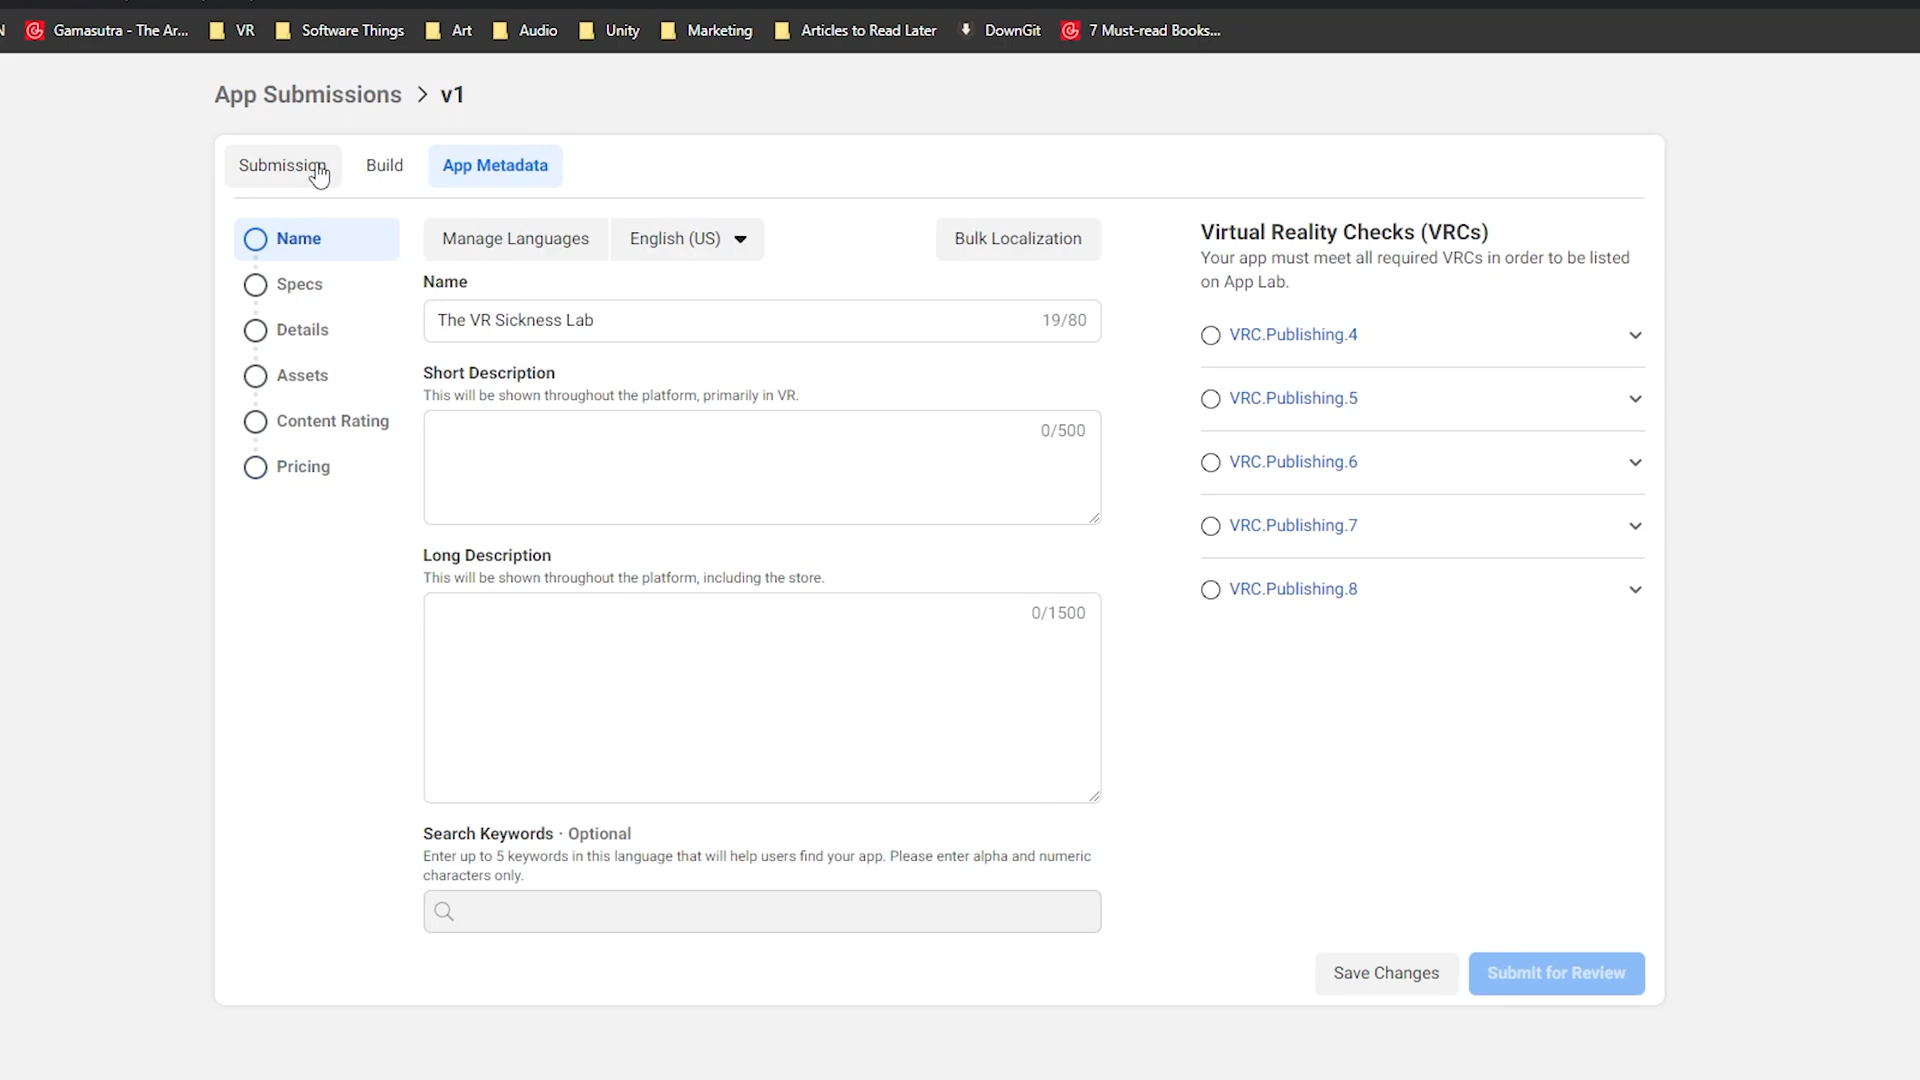 N Gamasutra - The Ar... VR Software Things Art Audio Unity Marketing Articles to Read Later DownGit 7 Must-read Books...
App Submissions > v1
Submission Build App Metadata
Name
Specs
Details
Assets
Content Rating
Pricing
Manage Languages English (US) Bulk Localization
Name
The VR Sickness Lab 19/80
Short Description
This will be shown throughout the platform, primarily in VR.
0/500
Long Description
This will be shown throughout the platform, including the store.
0/1500
Search Keywords · Optional
Enter up to 5 keywords in this language that will help users find your app. Please enter alpha and numeric
characters only.
Virtual Reality Checks (VRCs)
Your app must meet all required VRCs in order to be listed
on App Lab.
VRC.Publishing.4
VRC.Publishing.5
VRC.Publishing.6
VRC.Publishing.7
VRC.Publishing.8
Save Changes Submit for Review